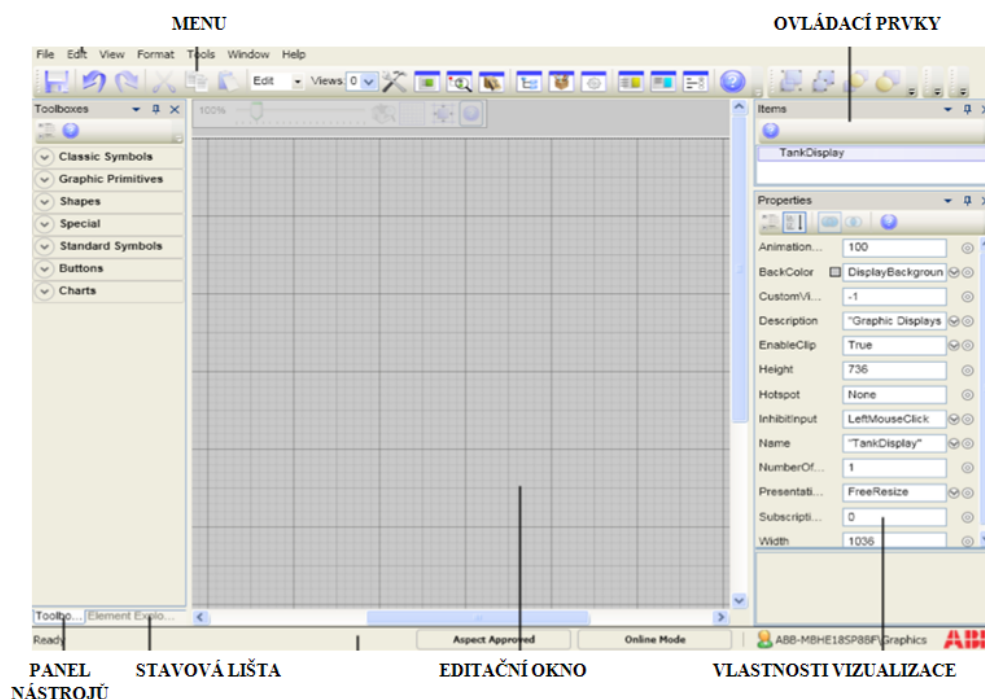 MENU
OVLÁDACÍ PRVKY
File Edit View Format Tools Window Help
Edit Views: 0
Toolboxes
100%
Items
Classic Symbols
Graphic Primitives
Shapes
Special
Standard Symbols
Buttons
Charts
TankDisplay
Properties
Animation... 100
BackColor DisplayBackgroun
CustomVi... -1
Description "Graphic Displays
EnableClip True
Height 736
Hotspot None
InhibitInput LeftMouseClick
Name "TankDisplay"
NumberOf... 1
Presentati... FreeResize
Subscripti... 0
Width 1036
Toolbo... Element Explo...
Ready Aspect Approved Online Mode ABB-MBHE18SP8BF\Graphics ABB
PANEL NÁSTROJŮ
STAVOVÁ LIŠTA
EDITAČNÍ OKNO
VLASTNOSTI VIZUALIZACE